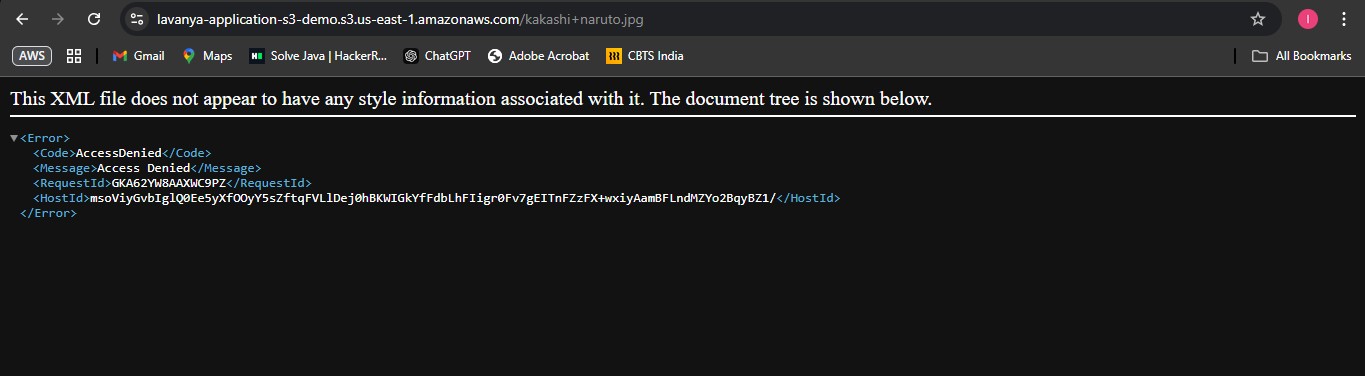 lavanya-application-s3-demo.s3.us-east-1.amazonaws.com/kakashi+naruto.jpg
I
AWS Gmail Maps Solve Java | HackerR... ChatGPT Adobe Acrobat CBTS India All Bookmarks
This XML file does not appear to have any style information associated with it. The document tree is shown below.
<Error>
<Code>AccessDenied</Code>
<Message>Access Denied</Message>
<RequestId>GKA62YW8AAXWC9PZ</RequestId>
<HostId>msoViyGvbIglQ0Ee5yXfOOyY5sZftqFVLlDej0hBKWIGkYfFdbLhFIigr0Fv7gEITnFZzFX+wxiyAamBFLndMZYo2BqyBZ1/</HostId>
</Error>